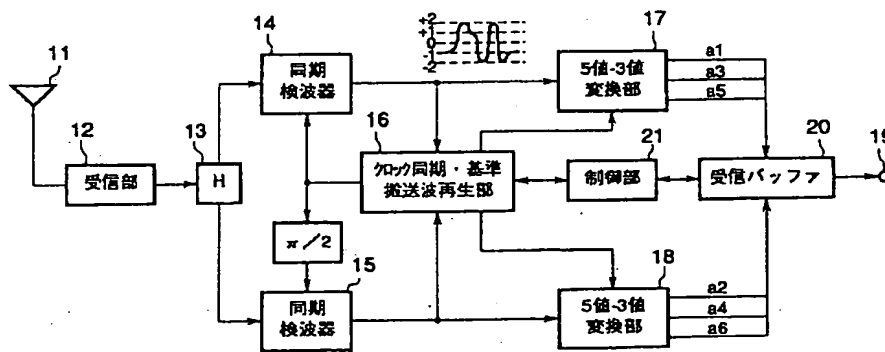 11
12
受信部
13
H
14
同期
検波器
π/2
15
同期
検波器
16
クロック同期・基準
搬送波再生部
+2
+1
0
-1
-2
17
5値-3値
変換部
a1
a3
a5
21
制御部
18
5値-3値
変換部
a2
a4
a6
20
受信バッファ
19